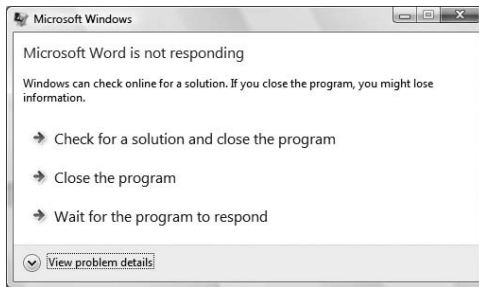 Microsoft Windows
Microsoft Word is not responding
Windows can check online for a solution. If you close the program, you might lose
information.
Check for a solution and close the program
Close the program
Wait for the program to respond
View problem details